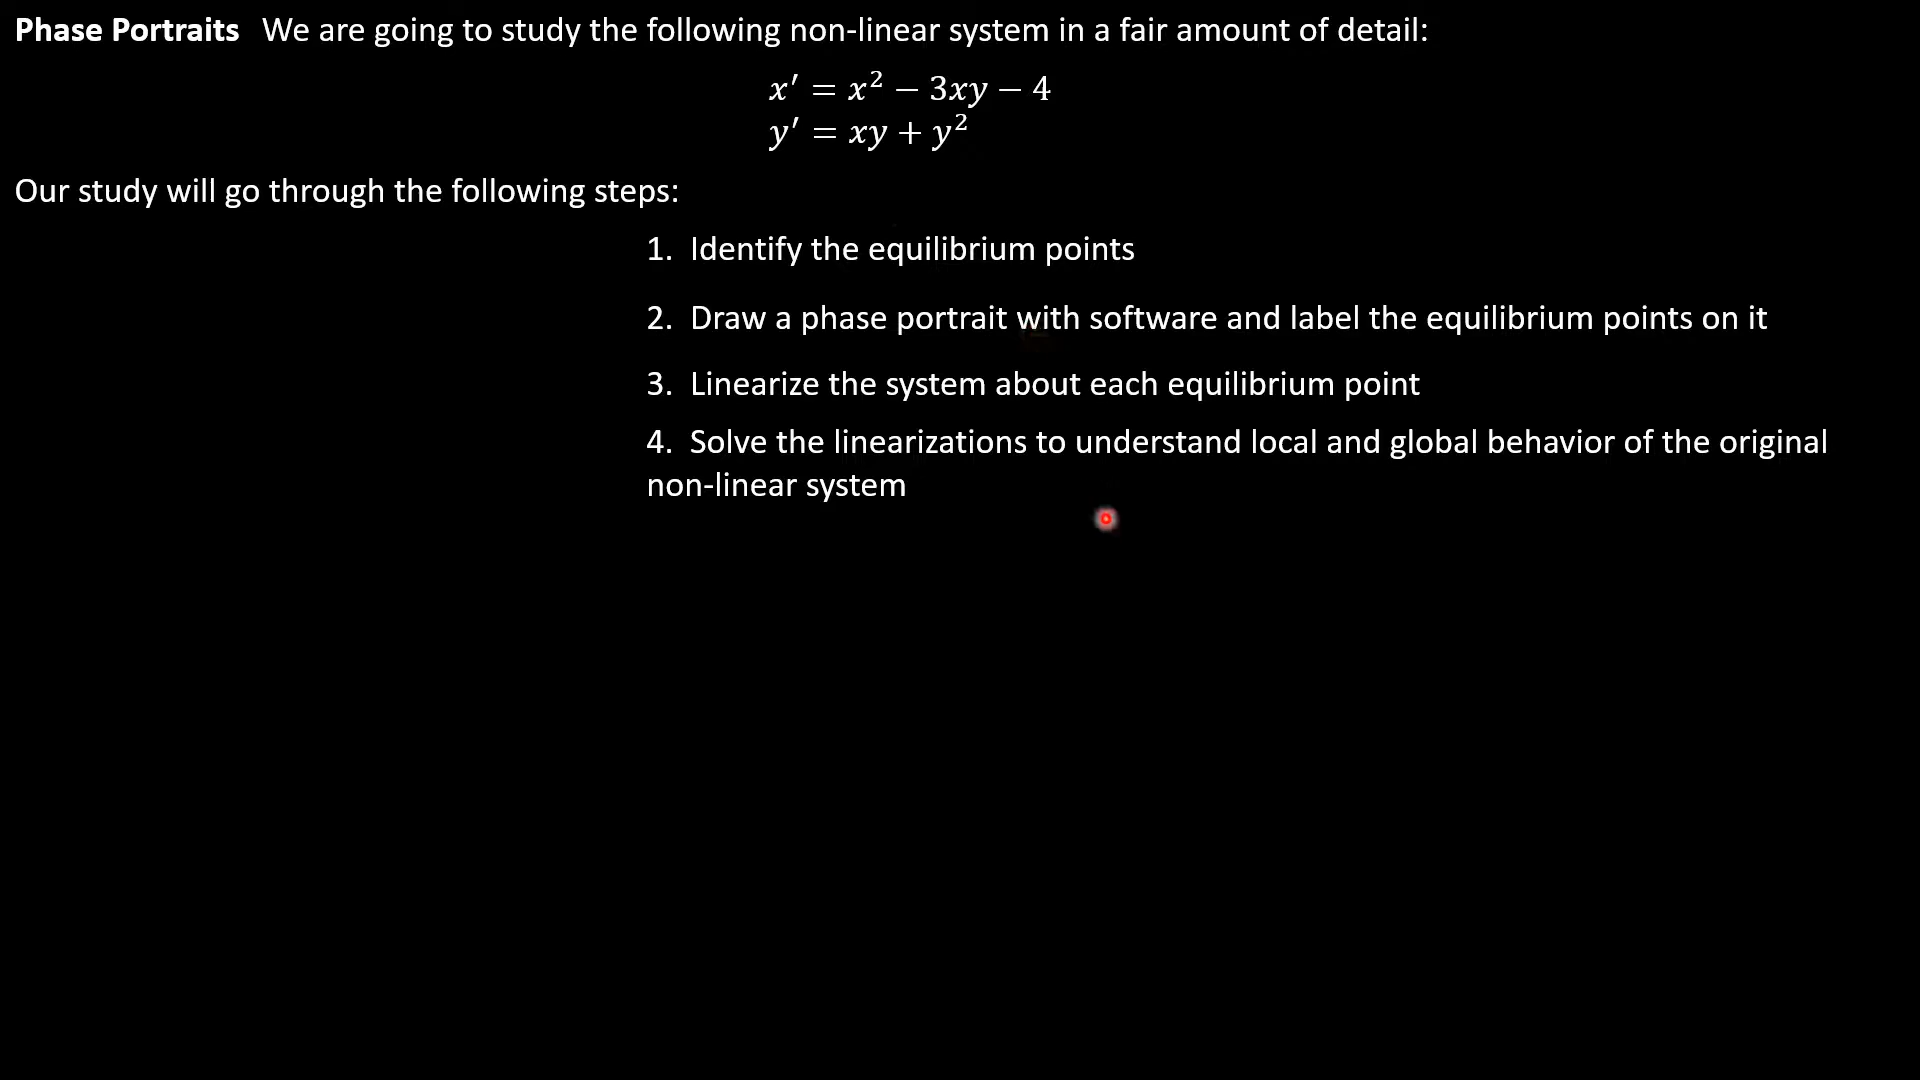 Phase Portraits We are going to study the following non-linear system in a fair amount of detail:
x′ = x² − 3xy − 4
y′ = xy + y²
Our study will go through the following steps:
1. Identify the equilibrium points
2. Draw a phase portrait with software and label the equilibrium points on it
3. Linearize the system about each equilibrium point
4. Solve the linearizations to understand local and global behavior of the original
non-linear system